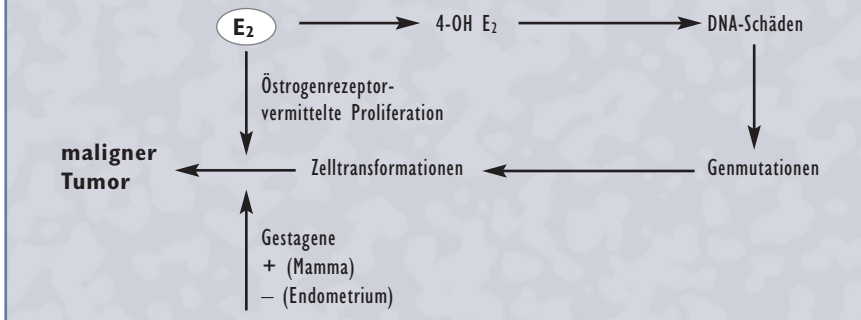 E₂ 4-OH E₂ DNA-Schäden
Östrogenrezeptor-
vermittelte Proliferation
maligner
Tumor
Zelltransformationen Genmutationen
Gestagene
+ (Mamma)
– (Endometrium)